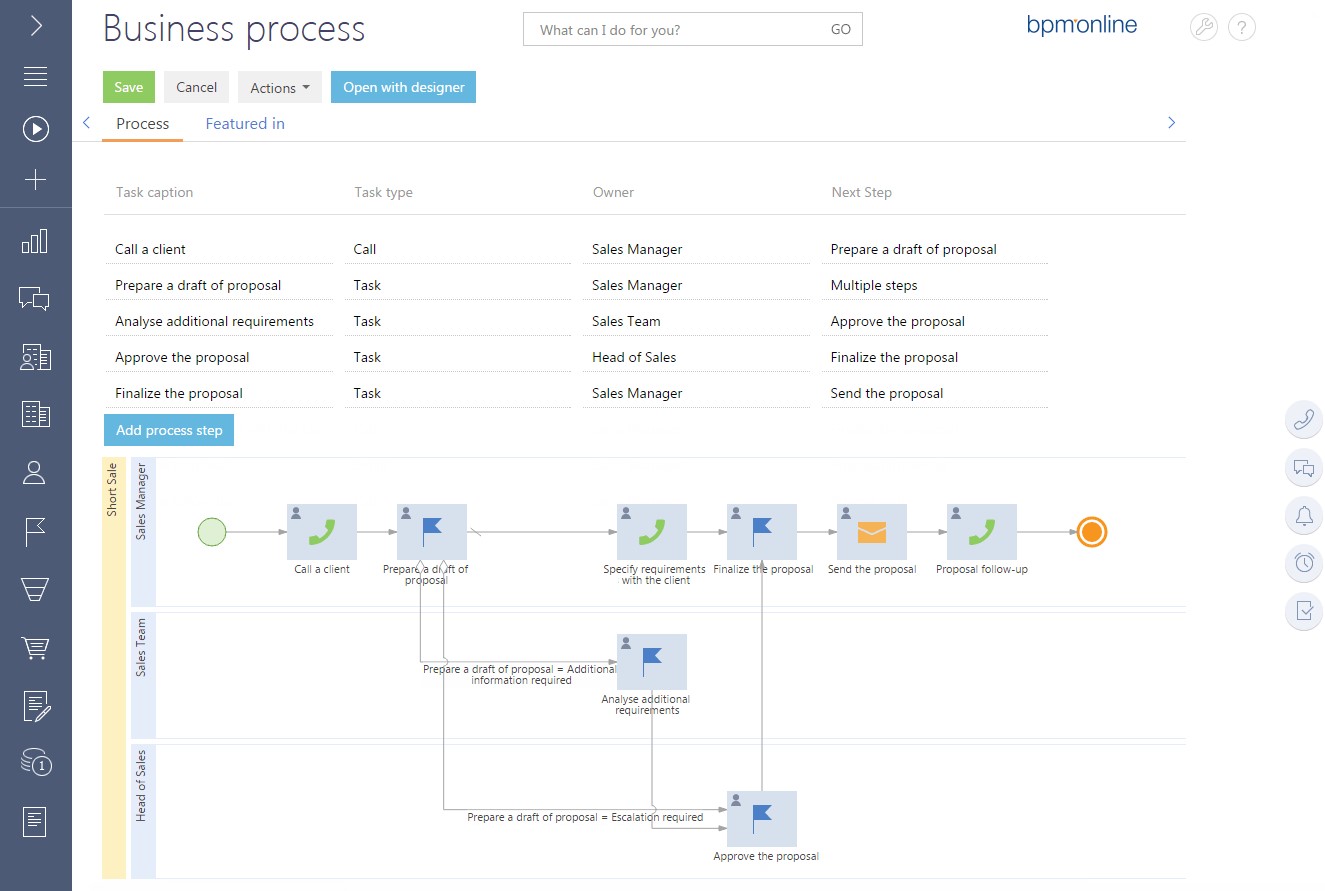 Business process
What can I do for you? GO
bpm'online
Save Cancel Actions Open with designer
Process Featured in
Task caption Task type Owner Next Step
Call a client Call Sales Manager Prepare a draft of proposal
Prepare a draft of proposal Task Sales Manager Multiple steps
Analyse additional requirements Task Sales Team Approve the proposal
Approve the proposal Task Head of Sales Finalize the proposal
Finalize the proposal Task Sales Manager Send the proposal
Add process step
Short Sale
Sales Manager
Call a client
Prepare a draft of
proposal
Specify requirements
with the client
Finalize the proposal
Send the proposal
Proposal follow-up
Sales Team
Prepare a draft of proposal = Additional
information required
Analyse additional
requirements
Head of Sales
Prepare a draft of proposal = Escalation required
Approve the proposal
1
?